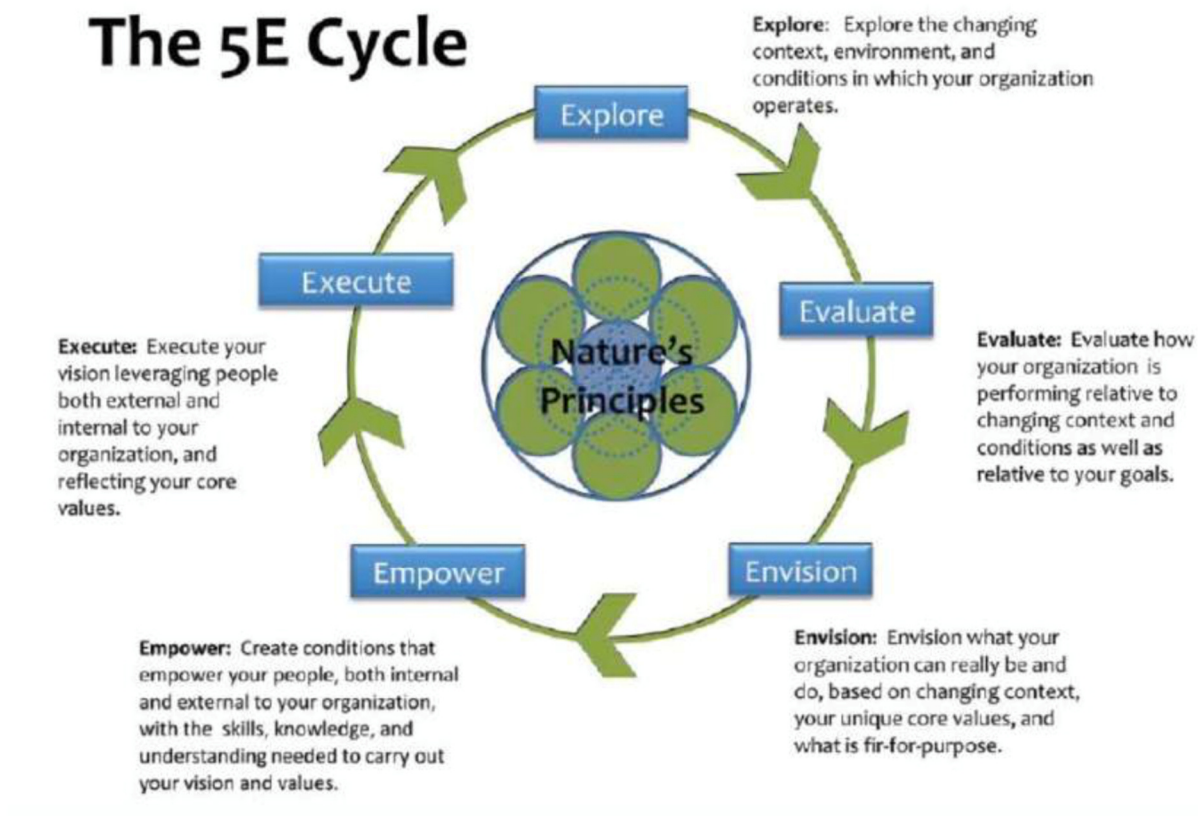 The 5E Cycle
Explore: Explore the changing
context, environment, and
conditions in which your organization
operates.
Explore
Evaluate
Evaluate: Evaluate how
your organization is
performing relative to
changing context and
conditions as well as
relative to your goals.
Envision
Envision: Envision what your
organization can really be and
do, based on changing context,
your unique core values, and
what is fir-for-purpose.
Empower
Empower: Create conditions that
empower your people, both internal
and external to your organization,
with the skills, knowledge, and
understanding needed to carry out
your vision and values.
Execute
Execute: Execute your
vision leveraging people
both external and
internal to your
organization, and
reflecting your core
values.
Nature's
Principles